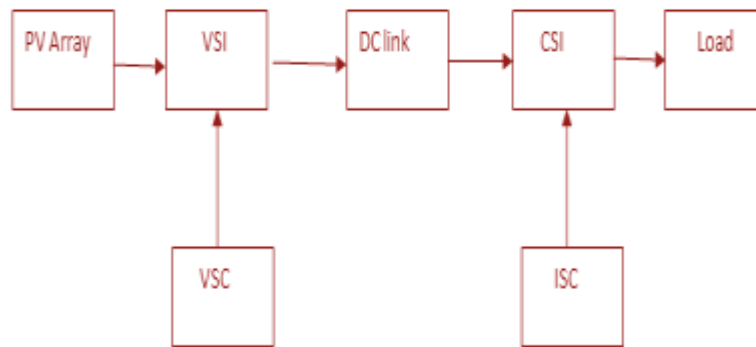 PV Array
VSI
DC link
CSI
Load
VSC
ISC